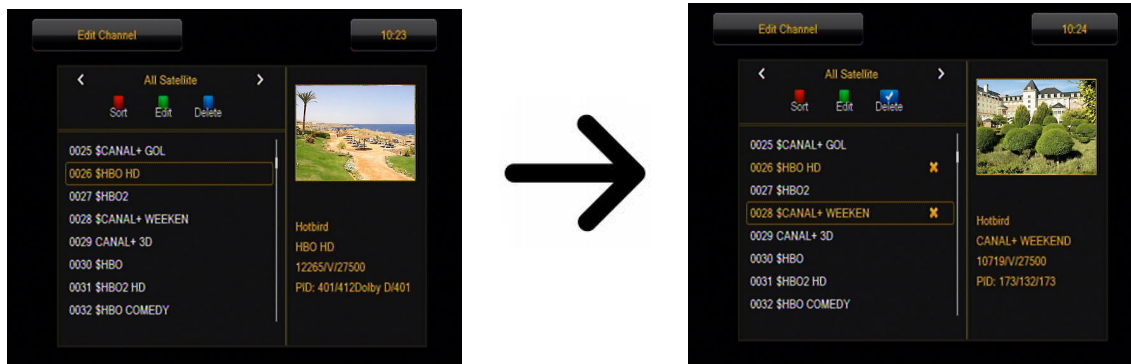 Edit Channel
10:23
All Satellite
Sort Edit Delete
0025 $CANAL+ GOL
0026 $HBO HD
0027 $HBO2
0028 $CANAL+ WEEKEN
0029 CANAL+ 3D
0030 $HBO
0031 $HBO2 HD
0032 $HBO COMEDY
Hotbird
HBO HD
12265/V/27500
PID: 401/412Dolby D/401
Edit Channel
10:24
All Satellite
Sort Edit Delete
0025 $CANAL+ GOL
0026 $HBO HD
0027 $HBO2
0028 $CANAL+ WEEKEN
0029 CANAL+ 3D
0030 $HBO
0031 $HBO2 HD
0032 $HBO COMEDY
Hotbird
CANAL+ WEEKEND
10719/V/27500
PID: 173/132/173